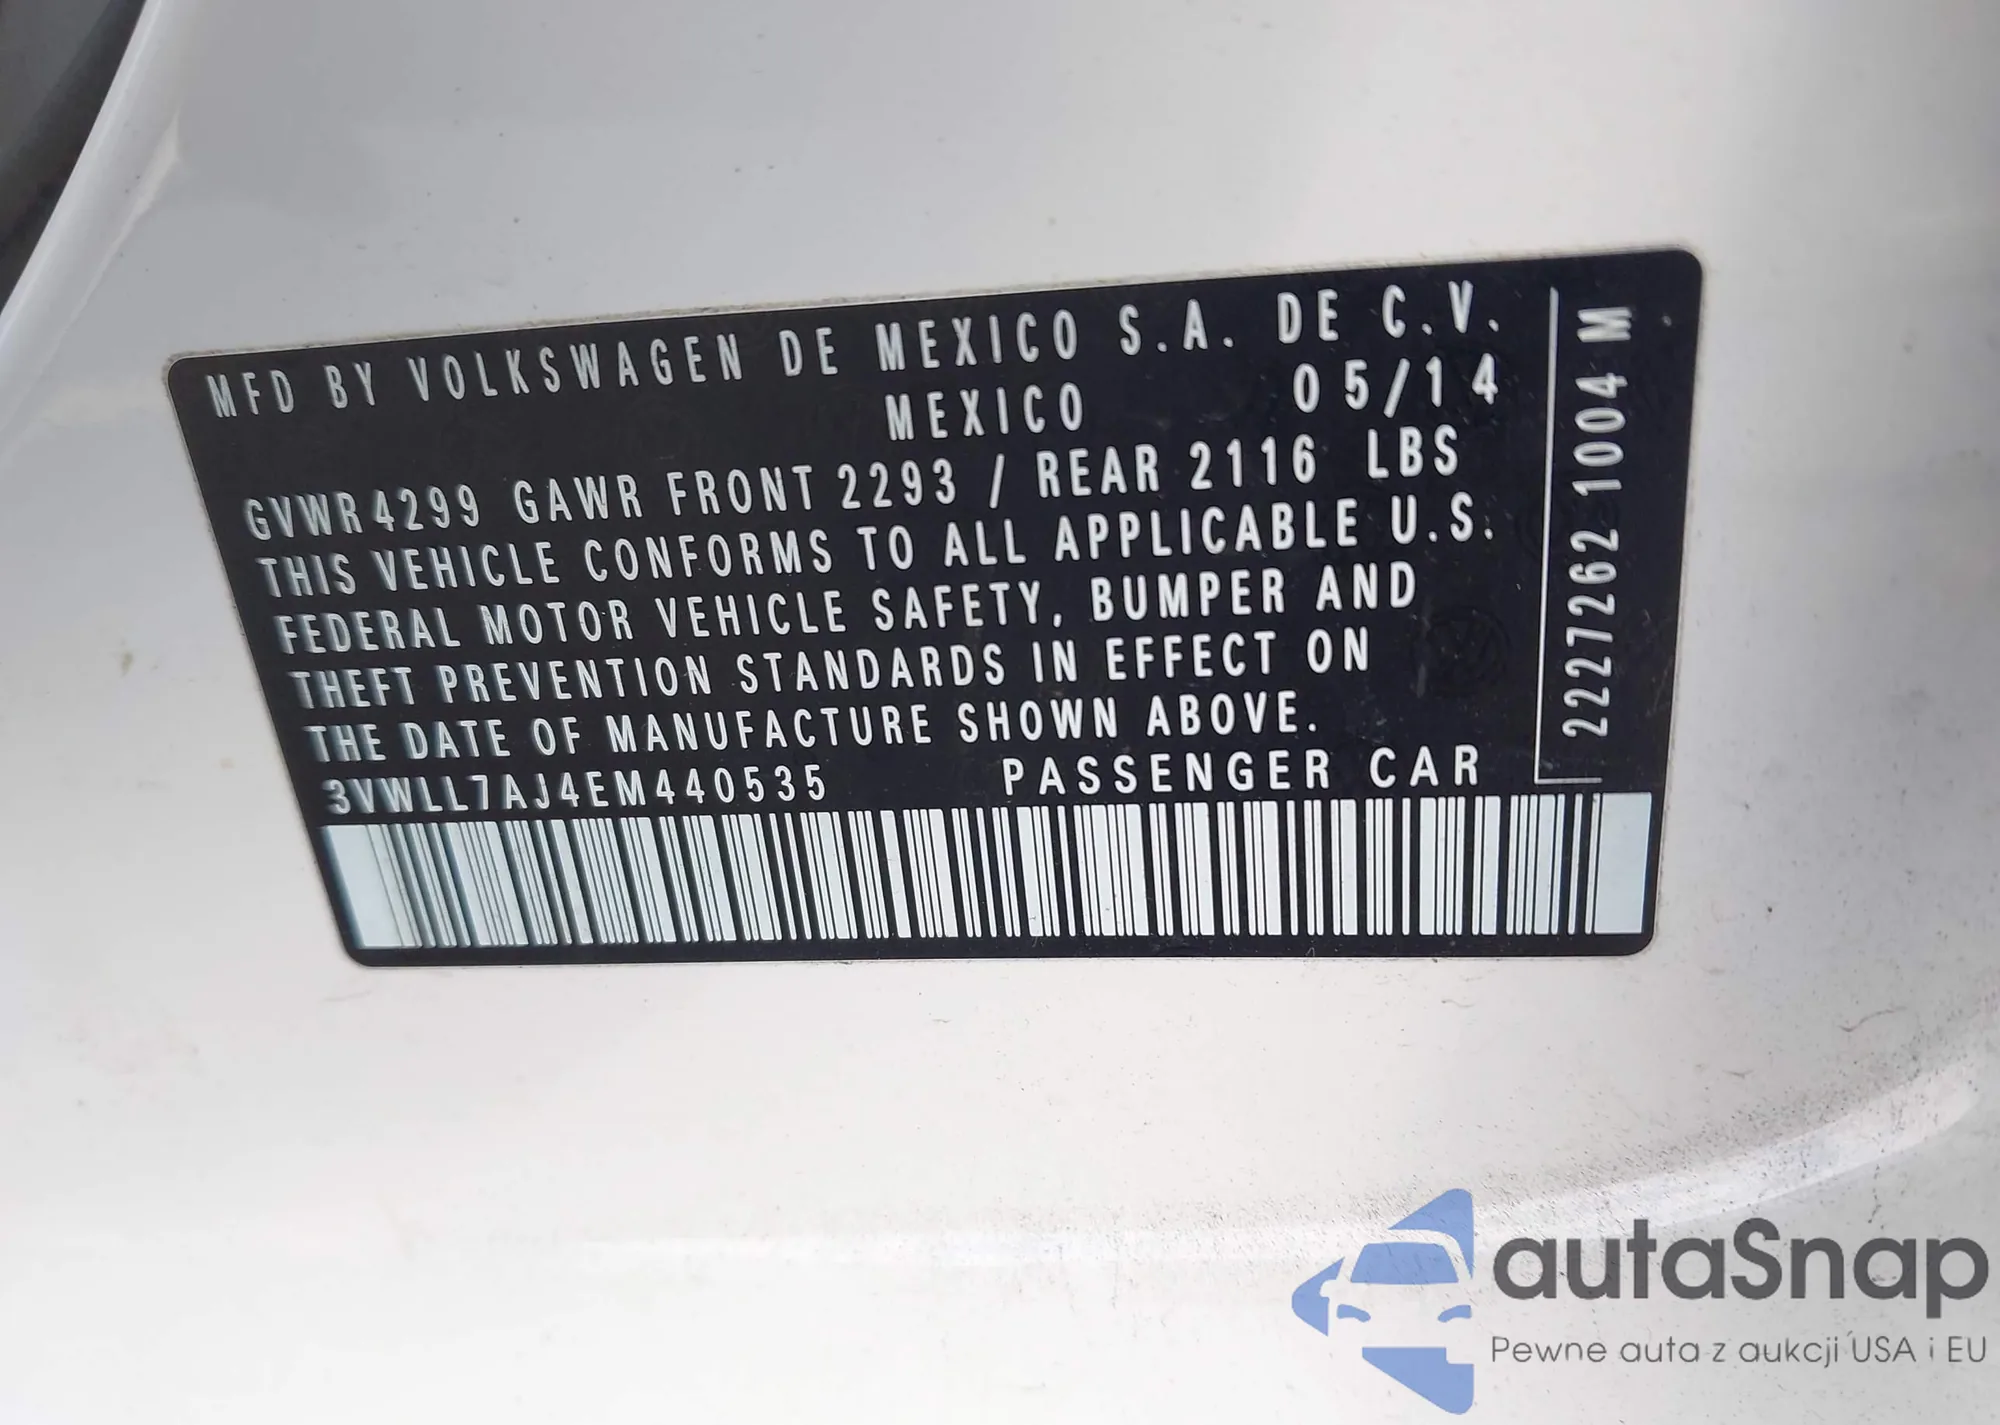 MFD BY VOLKSWAGEN DE MEXICO S.A. DE C.V.
MEXICO 05/14
GVWR 4299 GAWR FRONT 2293 / REAR 2116 LBS
THIS VEHICLE CONFORMS TO ALL APPLICABLE U.S.
FEDERAL MOTOR VEHICLE SAFETY, BUMPER AND
THEFT PREVENTION STANDARDS IN EFFECT ON
THE DATE OF MANUFACTURE SHOWN ABOVE.
3VWLL7AJ4EM440535 PASSENGER CAR
2227262 1004 M
autaSnap
Pewne auta z aukcji USA i EU